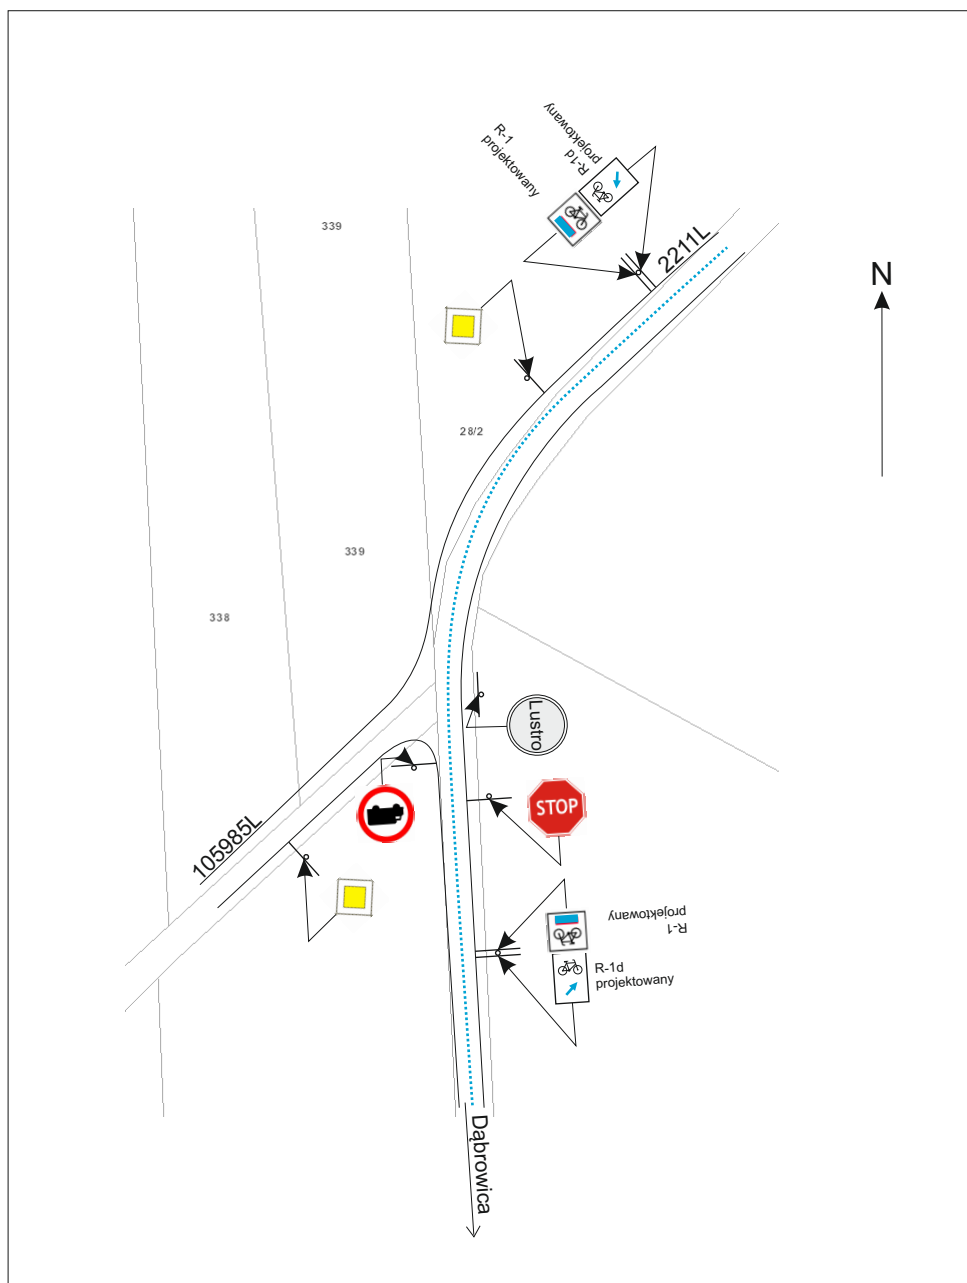 R-1d
projektowany
R-1
projektowany
339
2211L
N
28/2
339
338
Lustro
STOP
105985L
R-1
projektowany
R-1d
projektowany
Dąbrowica